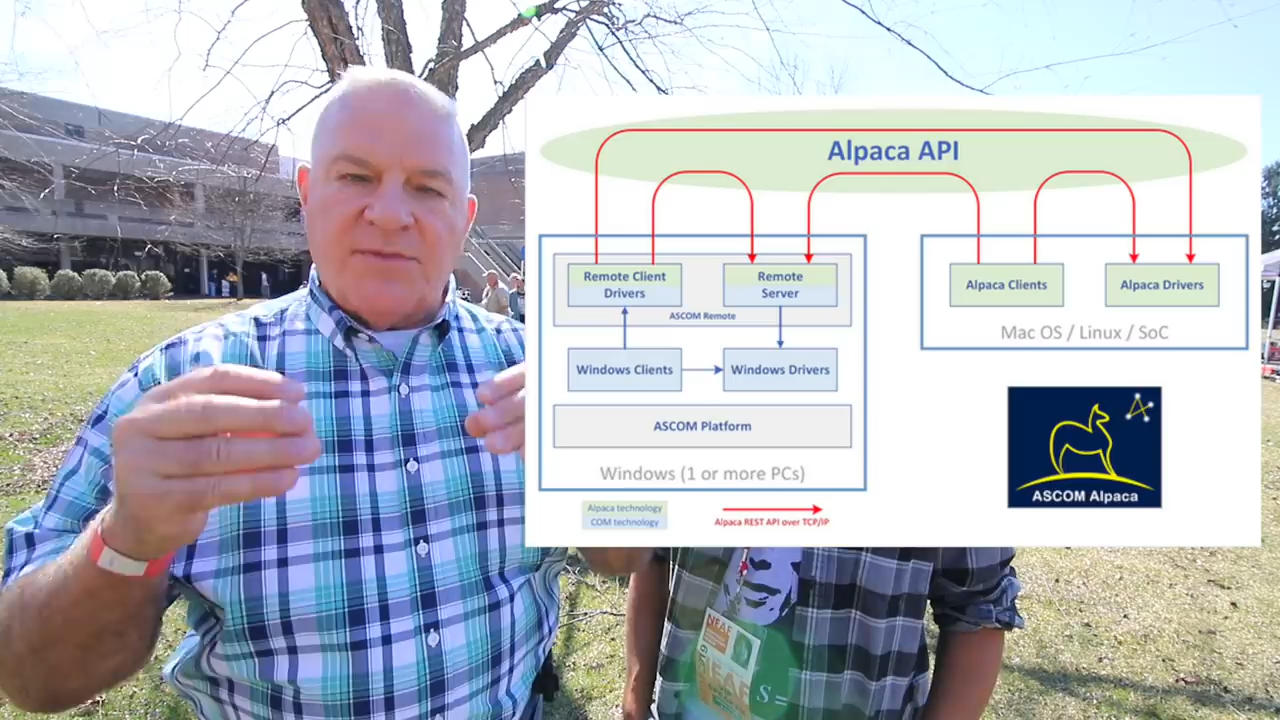 Alpaca API
Remote Client
Drivers
Remote
Server
ASCOM Remote
Windows Clients
Windows Drivers
ASCOM Platform
Windows (1 or more PCs)
Alpaca Clients
Alpaca Drivers
Mac OS / Linux / SoC
ASCOM Alpaca
Alpaca technology
COM technology
Alpaca REST API over TCP/IP
NEAF
NEAF
S =